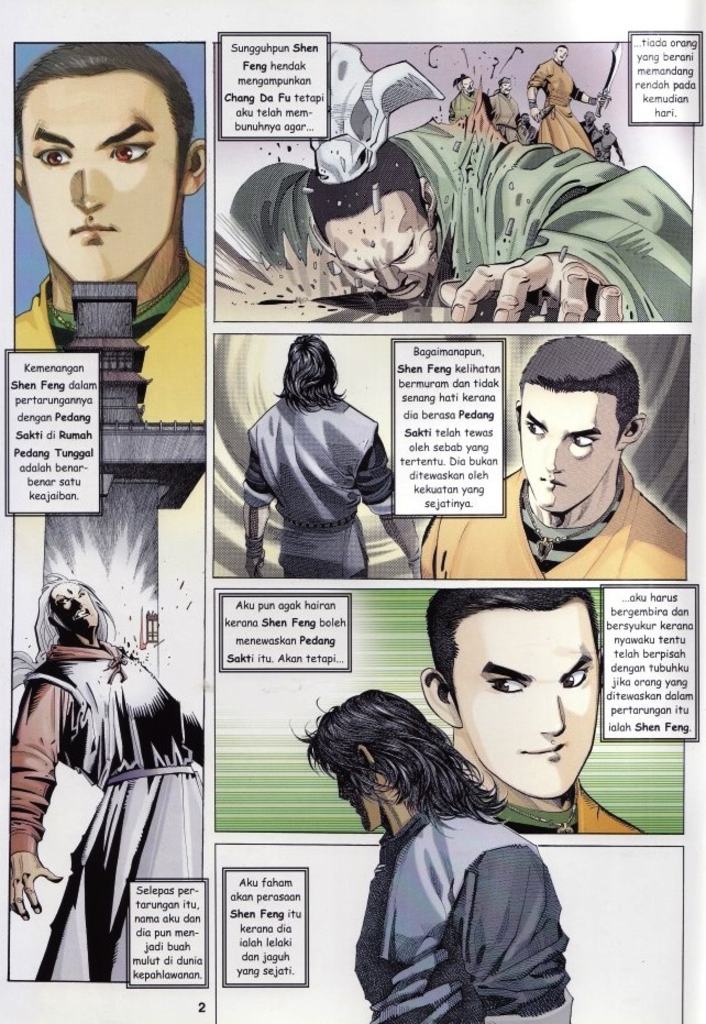 Sungguhpun Shen
Feng hendak
mengampunkan
Chang Da Fu tetapi
aku telah mem-
bunuhnya agar...
...tiada orang
yang berani
memandang
rendah pada
kemudian
hari.
Kemenangan
Shen Feng dalam
pertarungannya
dengan Pedang
Sakti di Rumah
Pedang Tunggal
adalah benar-
benar satu
keajaiban.
Selepas per-
tarungan itu,
nama aku dan
dia pun men-
jadi buah
mulut di dunia
kepahlawanan.
Bagaimanapun,
Shen Feng kelihatan
bermuram dan tidak
senang hati kerana
dia berasa Pedang
Sakti telah tewas
oleh sebab yang
tertentu. Dia bukan
ditewaskan oleh
kekuatan yang
sejatinya.
Aku pun agak hairan
kerana Shen Feng boleh
menewaskan Pedang
Sakti itu. Akan tetapi...
...aku harus
bergembira dan
bersyukur kerana
nyawaku tentu
telah berpisah
dengan tubuhku
jika orang yang
ditewaskan dalam
pertarungan itu
ialah Shen Feng.
Aku faham
akan perasaan
Shen Feng itu
kerana dia
ialah lelaki
dan jaguh
yang sejati.
2